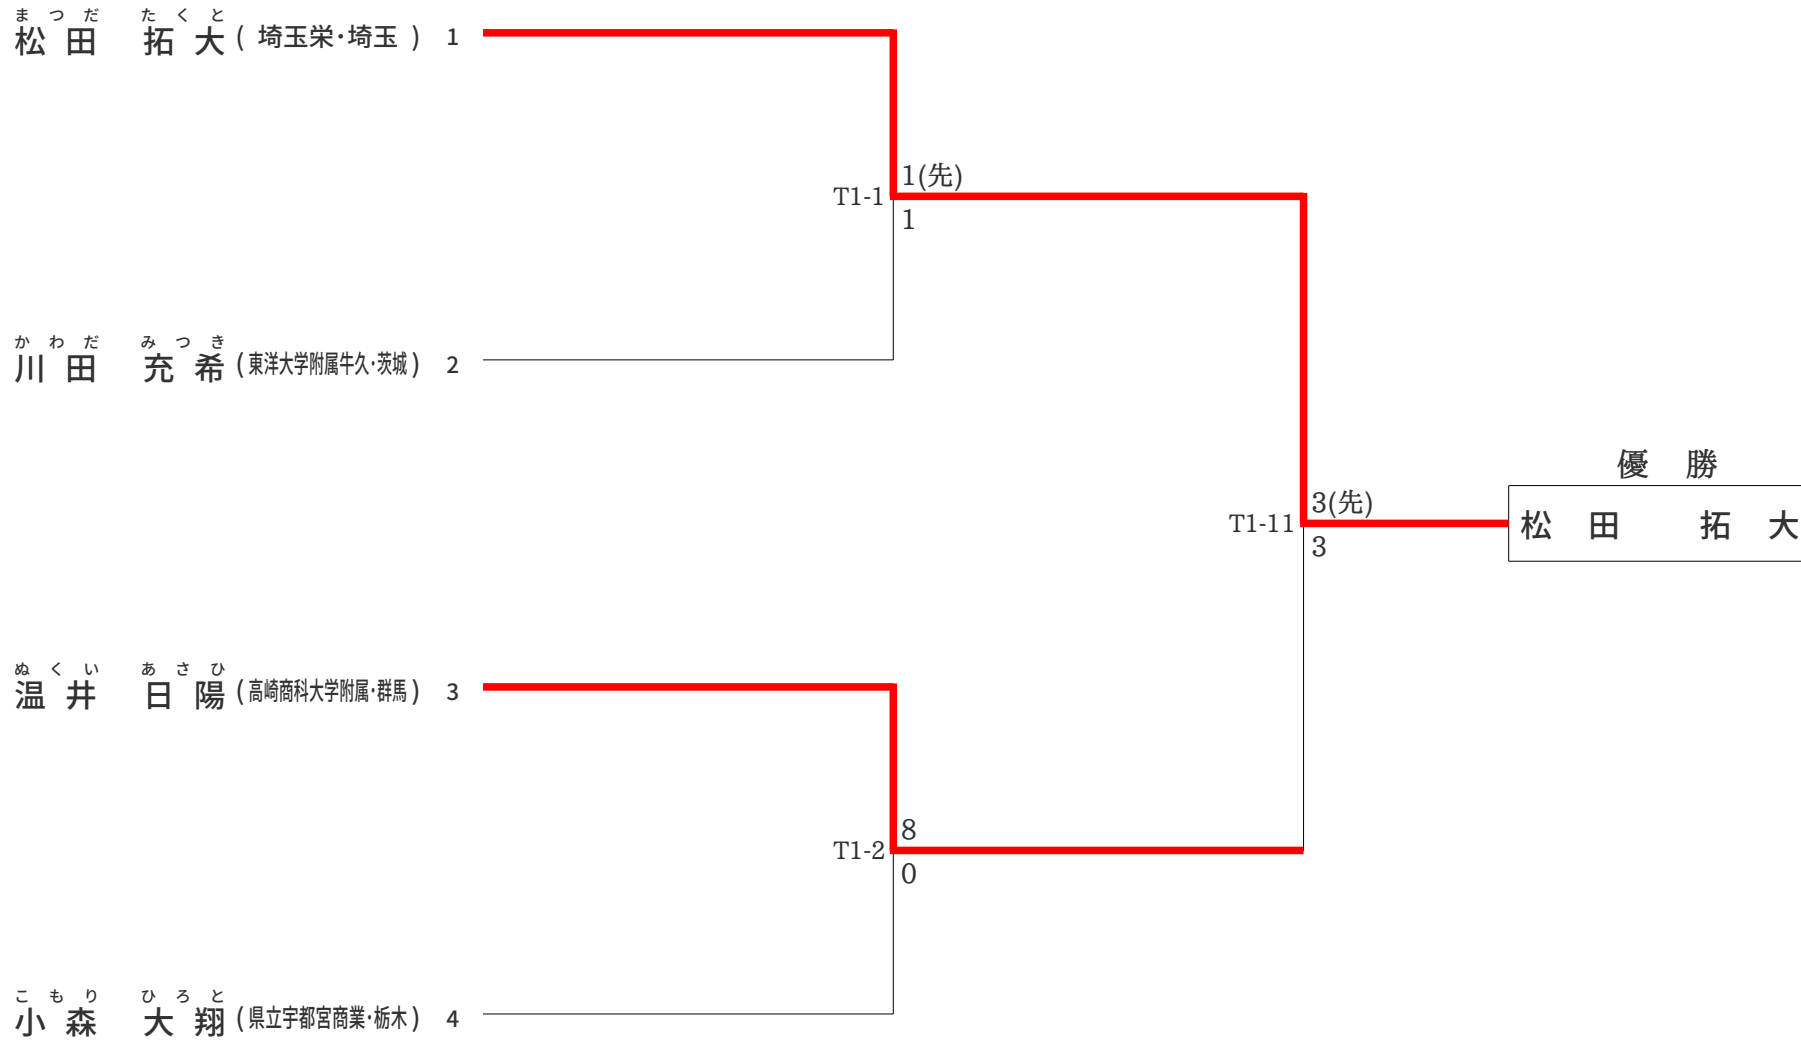 まつだ たくと
松田 拓大 ( 埼玉栄・埼玉 ) 1
1(先)
T1-1
1
かわだ みつき
川田 充希 (東洋大学附属牛久・茨城) 2
優 勝
松 田 拓 大
3(先)
T1-11
3
ぬくい あさひ
温井 日陽 (高崎商科大学附属・群馬) 3
8
T1-2
0
こもり ひろと
小森 大翔 (県立宇都宮商業・栃木) 4